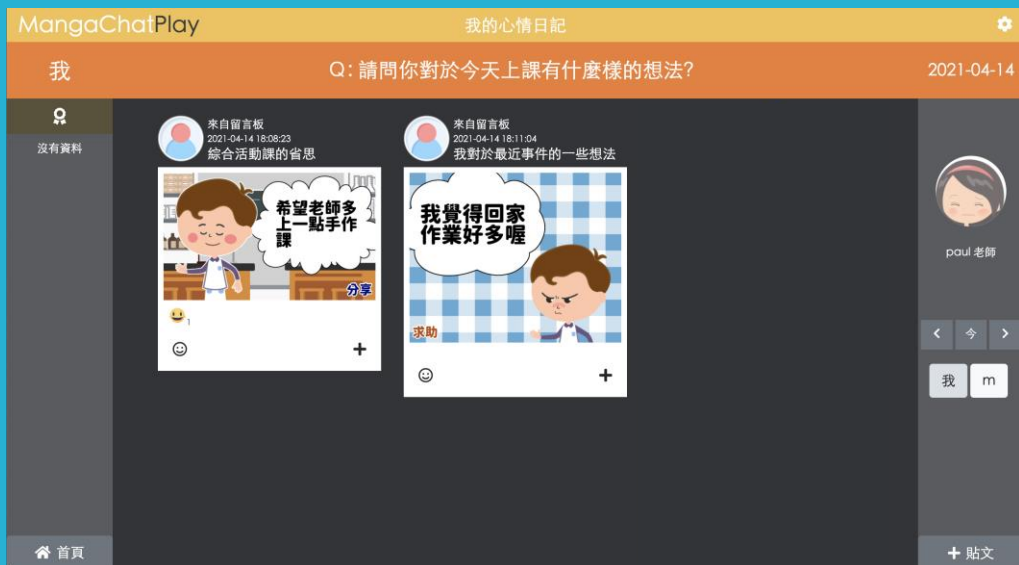 MangaChatPlay
我的心情日記
我
Q: 請問你對於今天上課有什麼樣的想法?
2021-04-14
沒有資料
來自留言板
2021-04-14 18:08:23
綜合活動課的省思
希望老師多
上一點手作
課
分享
1
來自留言板
2021-04-14 18:11:04
我對於最近事件的一些想法
我覺得回家
作業好多喔
求助
paul 老師
今
我
m
首頁
貼文